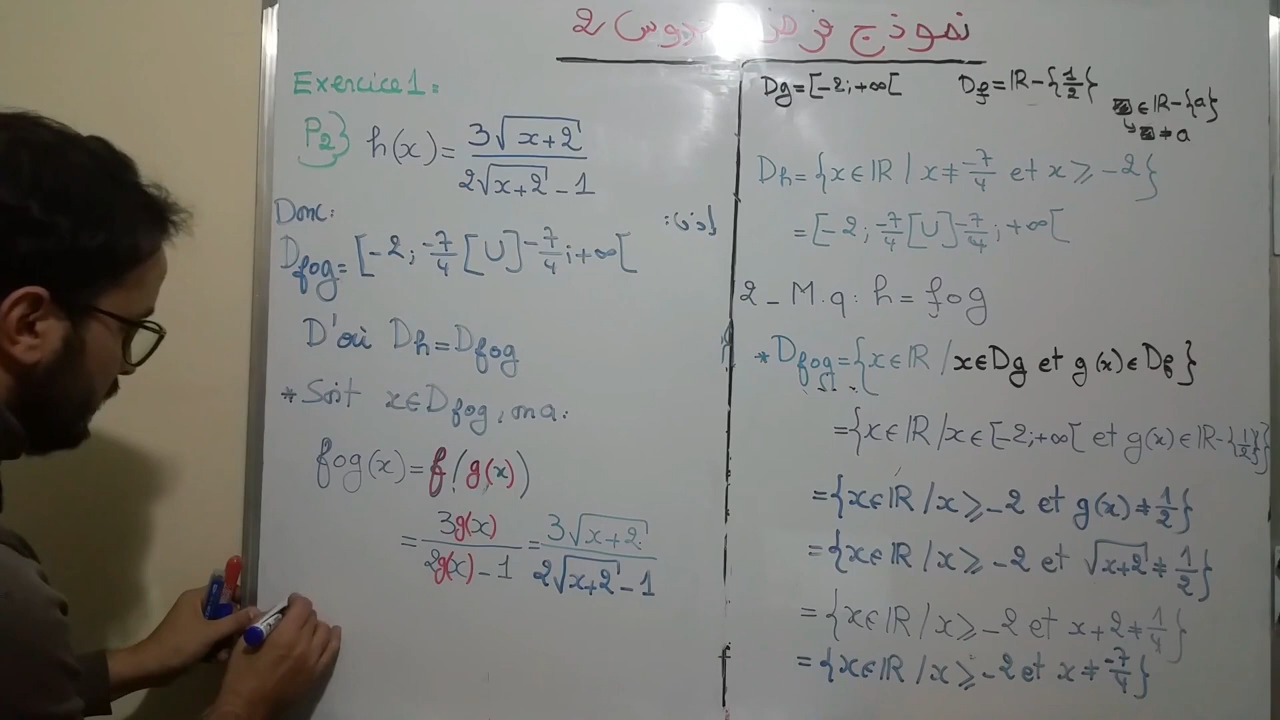 نموذج فرض محروس 2
Exercice 1:
P2} h(x) = 3√(x+2) / (2√(x+2) - 1)
Donc:
لدينا:
Dfog = [-2; -7/4[ U ]-7/4; +∞[
D'où Dh = Dfog
*Soit x∈Dfog, on a:
fog(x) = f(g(x))
= 3g(x) / (2g(x) - 1) = 3√(x+2) / (2√(x+2) - 1)
Dg = [-2; +∞[ Df = IR - {1/2}
∈ IR - {a}
↳ ≠ a
Dh = {x∈IR / x ≠ -7/4 et x ⩾ -2}
= [-2; -7/4[ U ]-7/4; +∞[
2 - M.q: h = fog
*Dfog = {x∈IR / x∈Dg et g(x)∈Df}
= {x∈IR / x∈[-2; +∞[ et g(x)∈IR-{1/2}}
= {x∈IR / x ⩾ -2 et g(x) ≠ 1/2}
= {x∈IR / x ⩾ -2 et √(x+2) ≠ 1/2}
= {x∈IR / x ⩾ -2 et x+2 ≠ 1/4}
= {x∈IR / x ⩾ -2 et x ≠ -7/4}